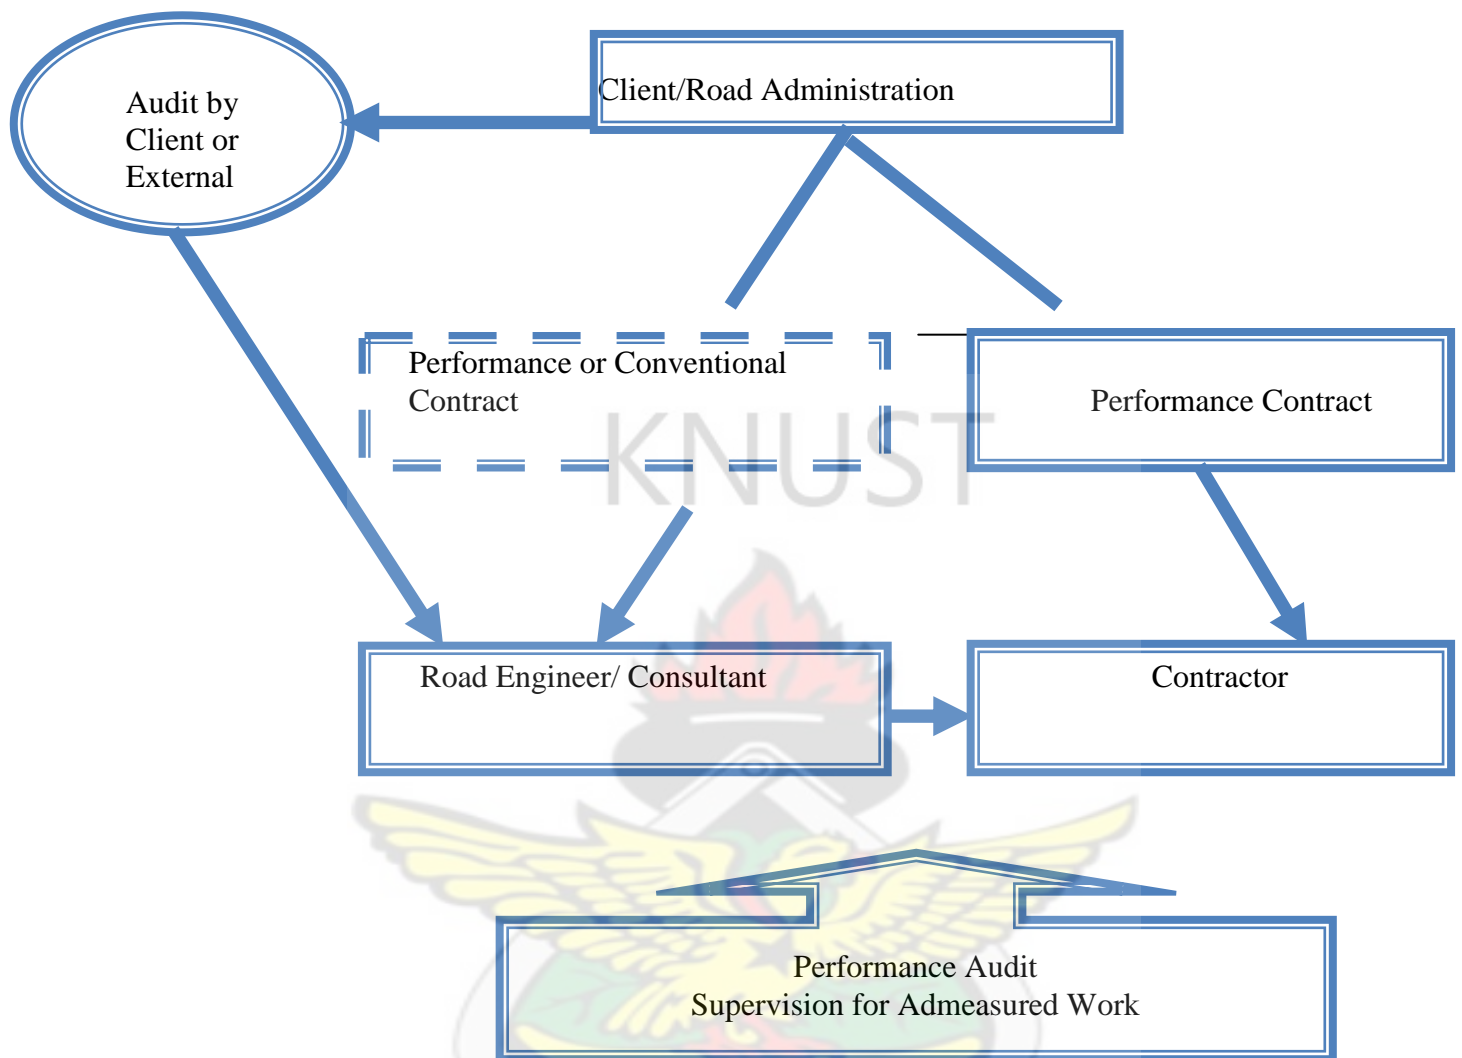 Audit by
Client or
External
Client/Road Administration
Performance or Conventional
Contract
Performance Contract
KNUST
Road Engineer/ Consultant
Contractor
Performance Audit
Supervision for Admeasured Work